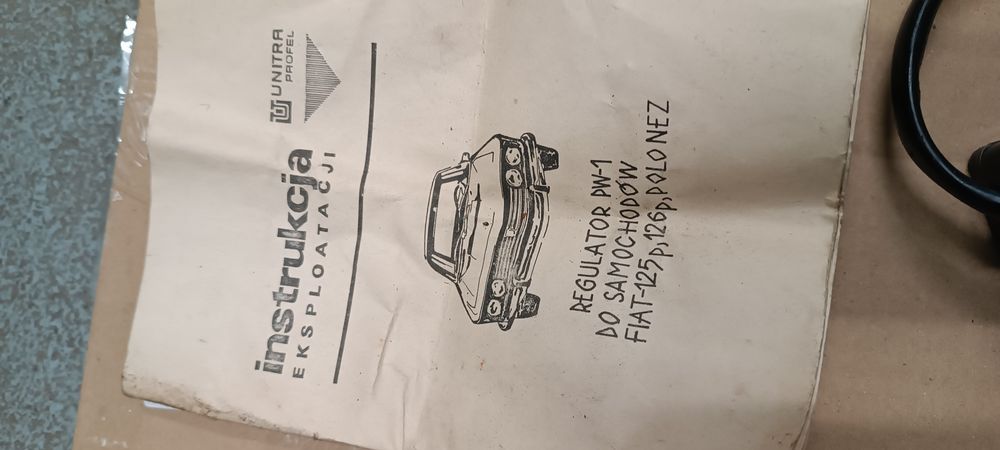 instrukcja
EKSPLOATACJI
UNITRA
PROFEL
REGULATOR PW-1
DO SAMOCHODÓW
FIAT-125p,126p,POLONEZ